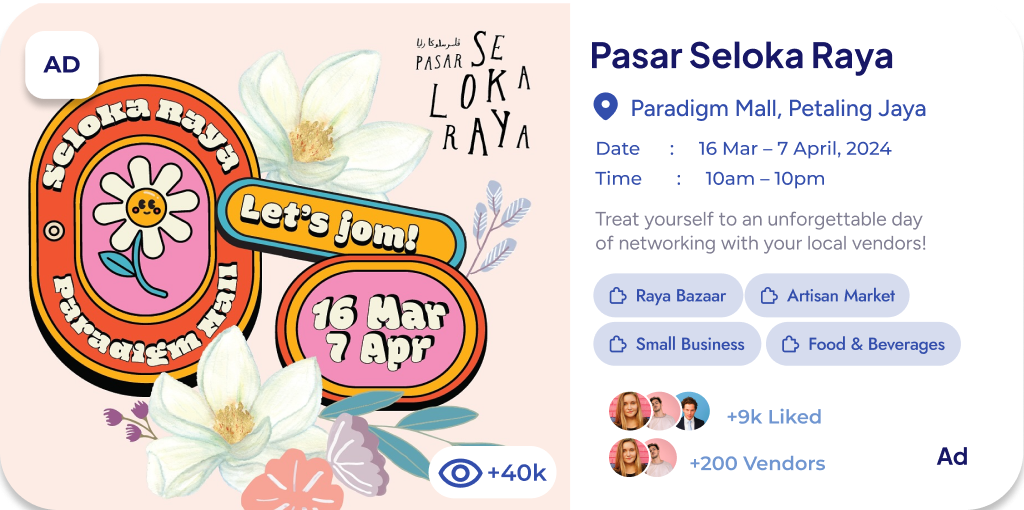 AD
Seloka Raya
Paradigm Mall
Let's jom!
16 Mar
7 Apr
PASAR
SE
LOKA
RAYA
+40k
Pasar Seloka Raya
Paradigm Mall, Petaling Jaya
Date : 16 Mar – 7 April, 2024
Time : 10am – 10pm
Treat yourself to an unforgettable day
of networking with your local vendors!
Raya Bazaar
Artisan Market
Small Business
Food & Beverages
+9k Liked
+200 Vendors
Ad